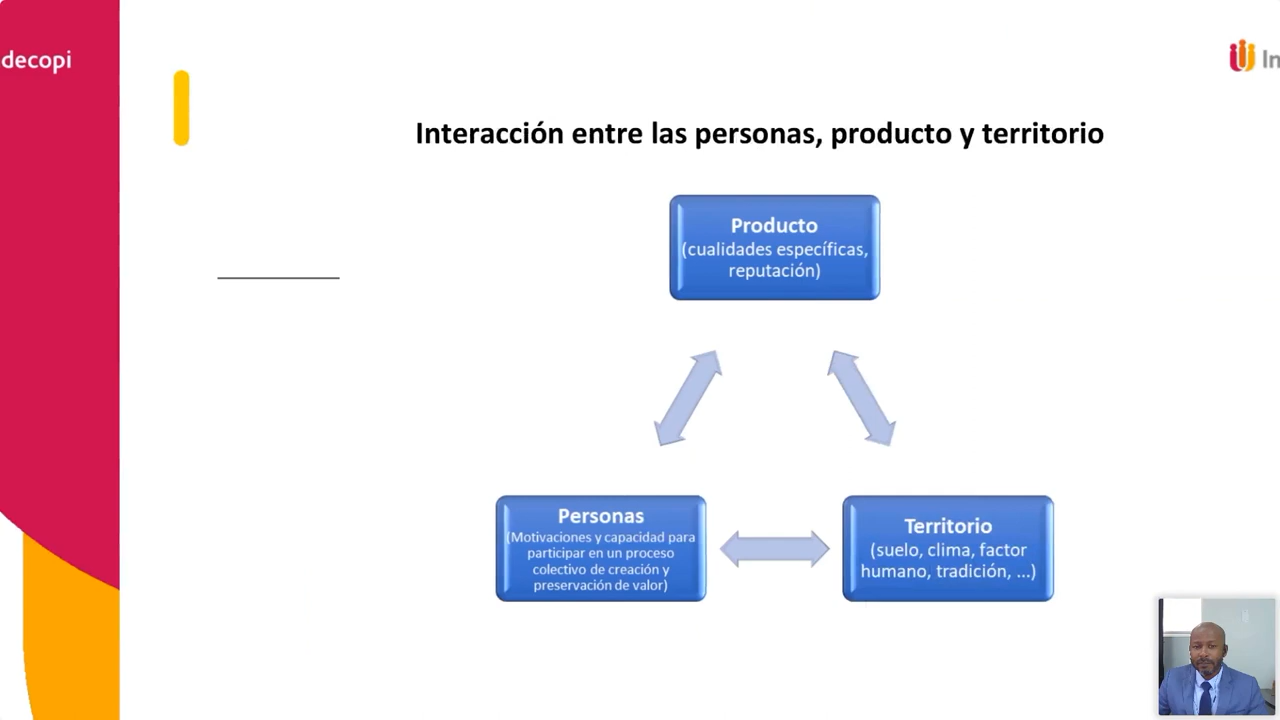 decopi
In
Interacción entre las personas, producto y territorio
Producto
(cualidades específicas,
reputación)
Personas
(Motivaciones y capacidad para
participar en un proceso
colectivo de creación y
preservación de valor)
Territorio
(suelo, clima, factor
humano, tradición, ...)